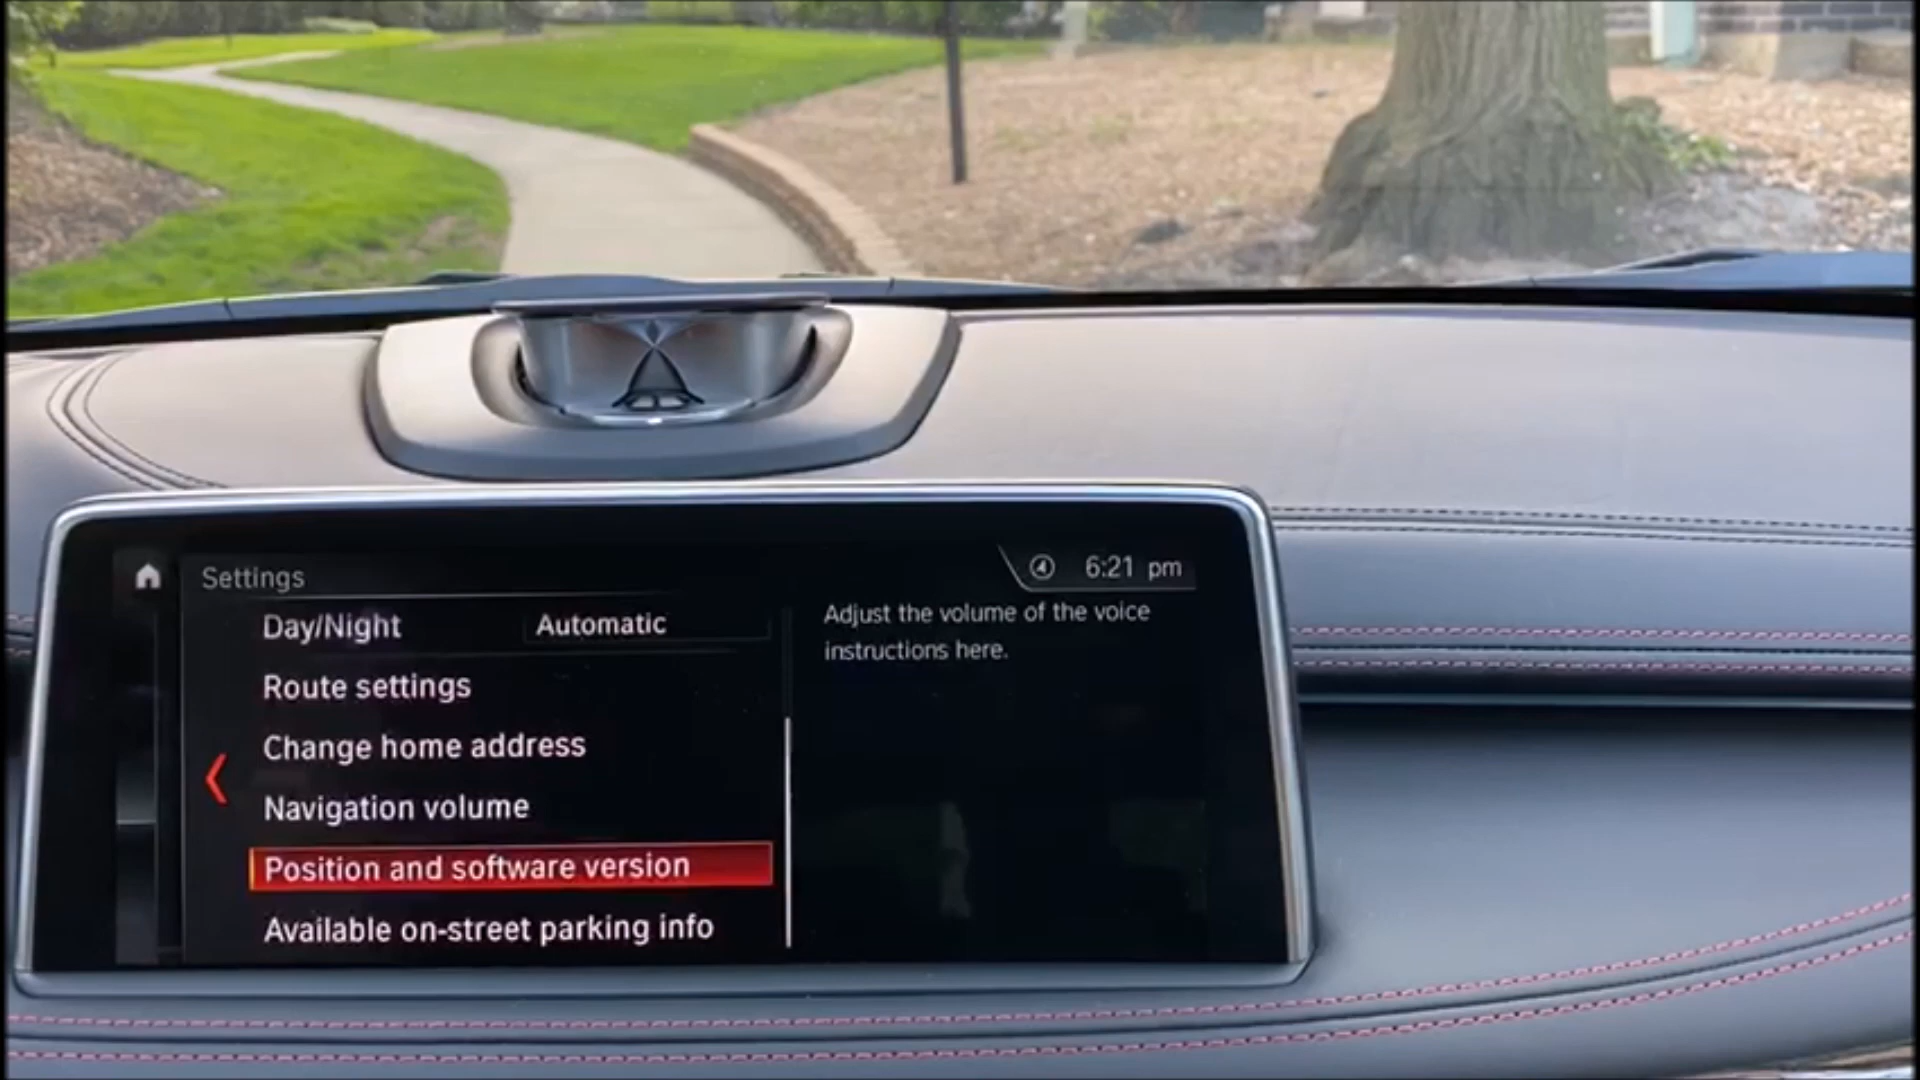 Settings
6:21 pm
Day/Night
Automatic
Route settings
Change home address
Navigation volume
Position and software version
Available on-street parking info
Adjust the volume of the voice
instructions here.